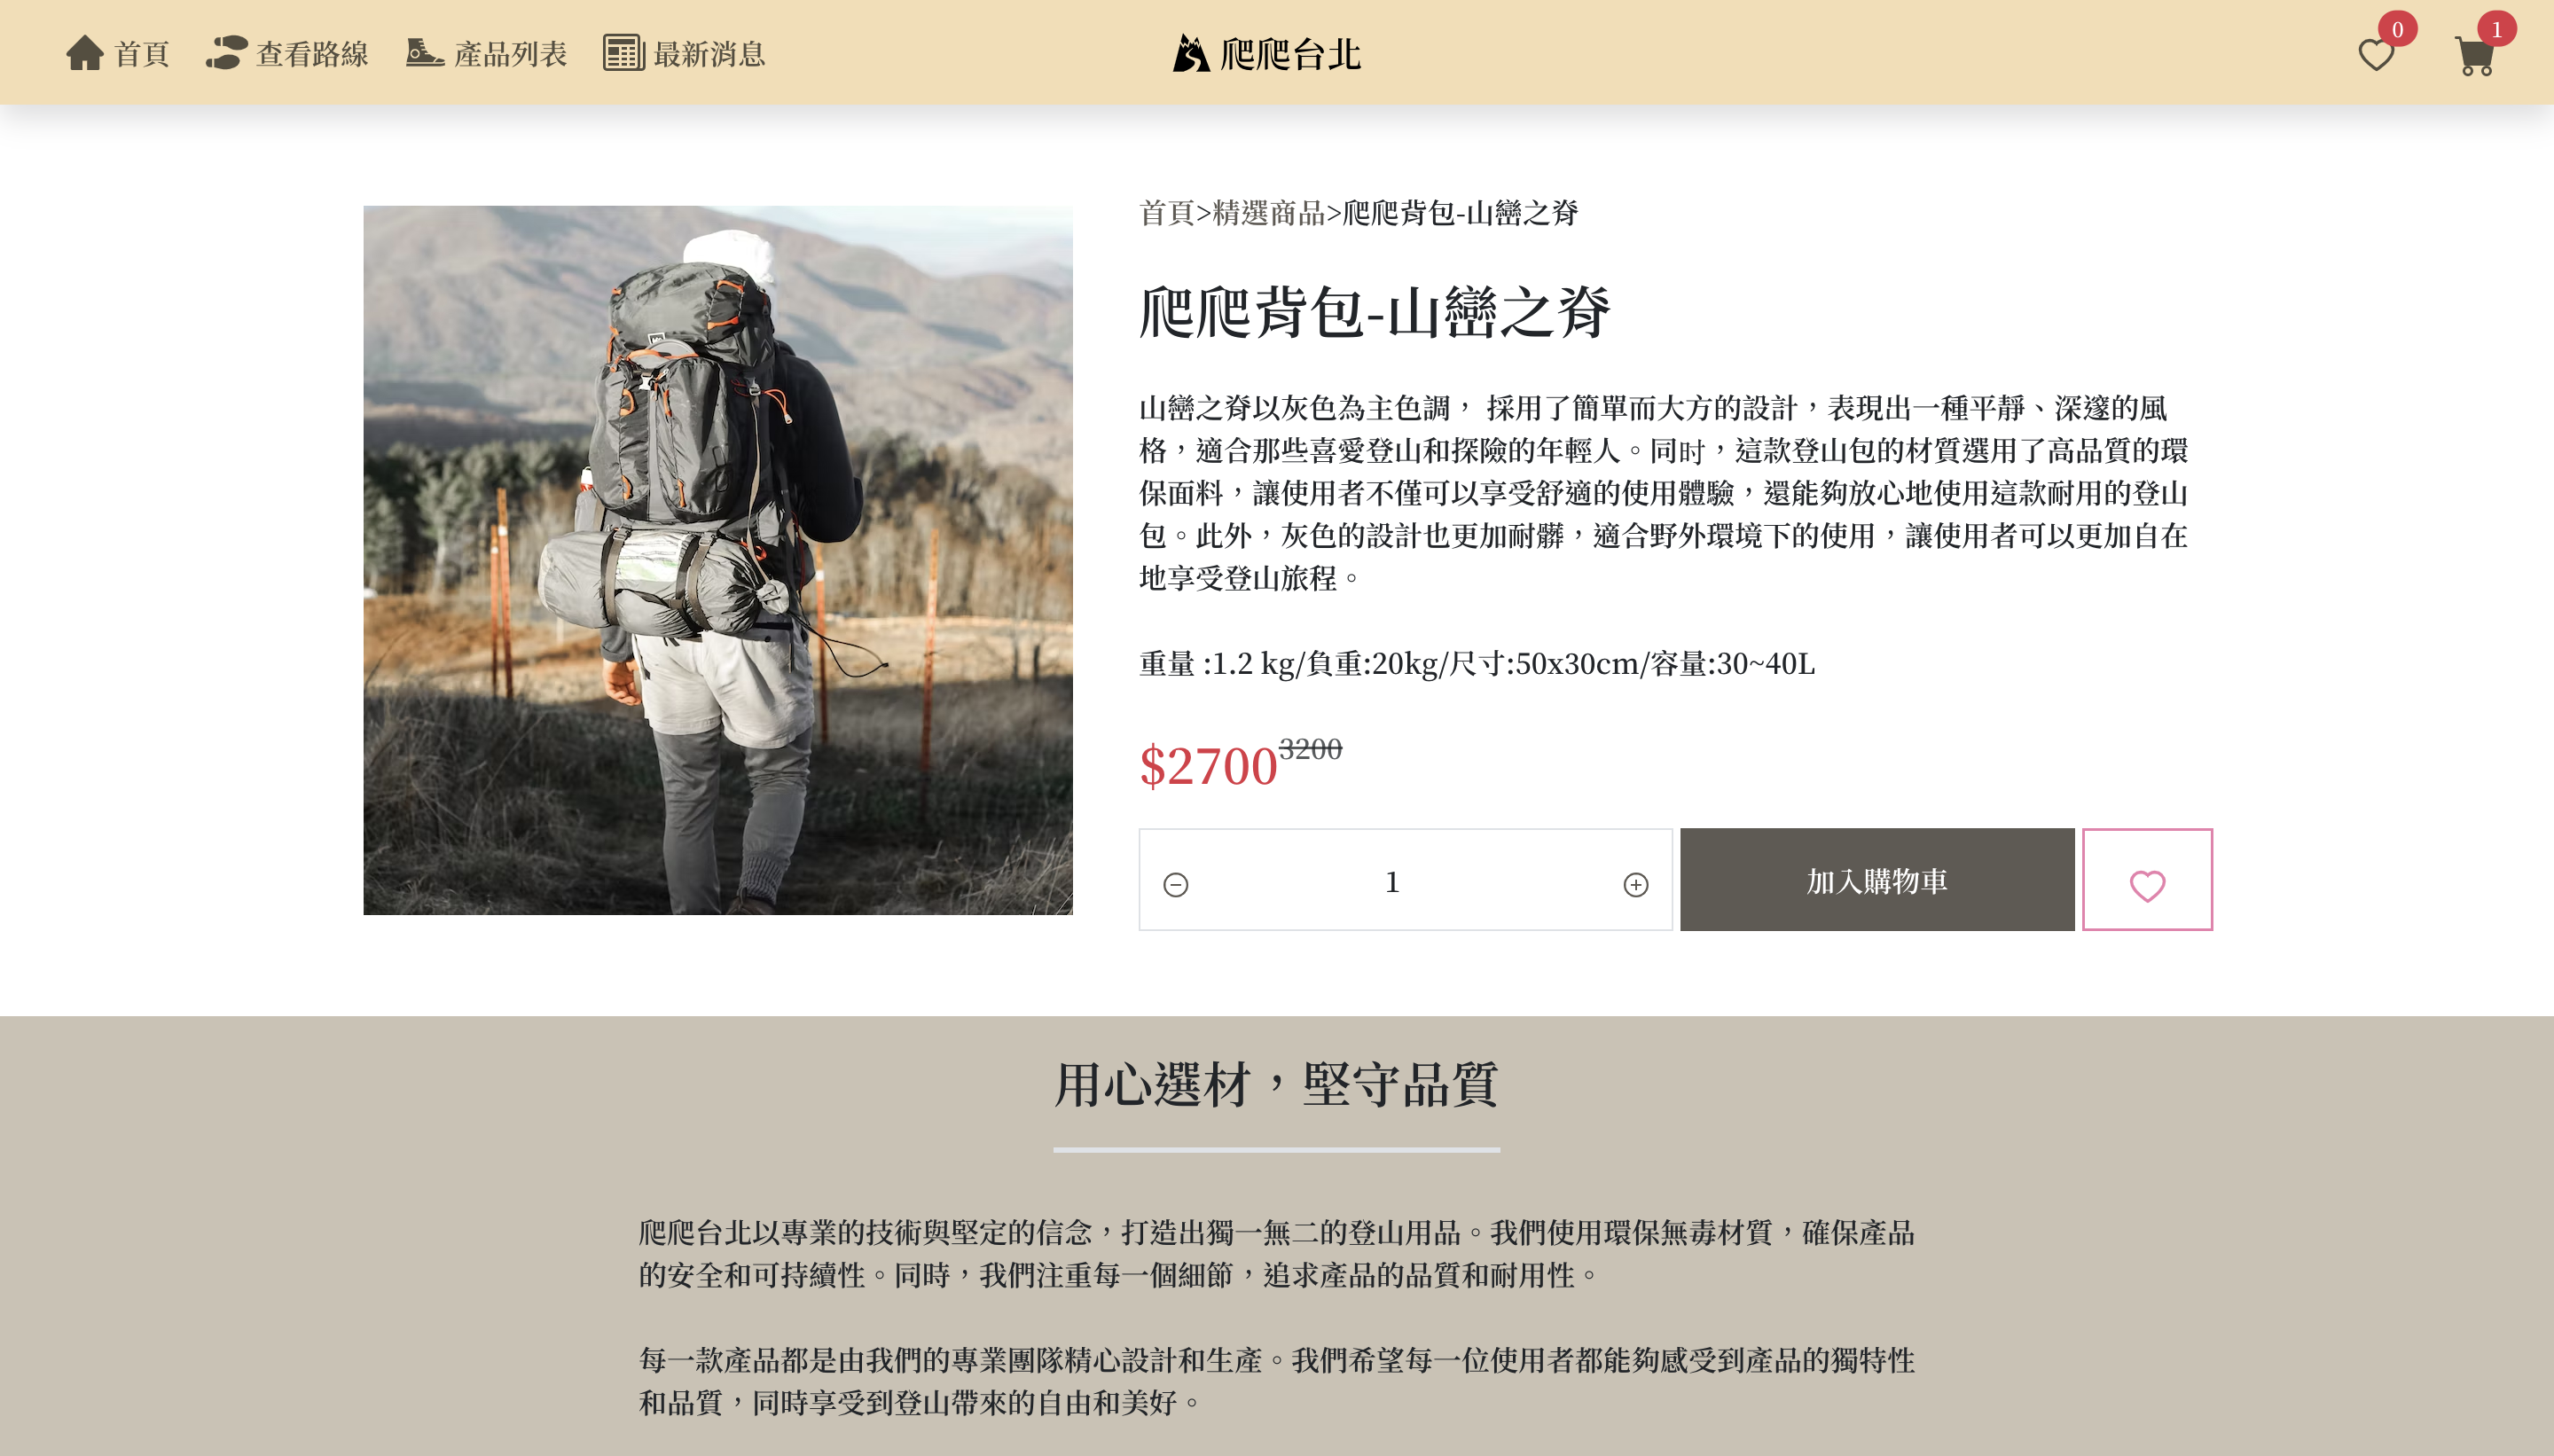 首頁 查看路線 產品列表 最新消息 爬爬台北 0 1
首頁>精選商品>爬爬背包-山巒之脊
爬爬背包-山巒之脊
山巒之脊以灰色為主色調， 採用了簡單而大方的設計，表現出一種平靜、深邃的風
格，適合那些喜愛登山和探險的年輕人。同时，這款登山包的材質選用了高品質的環
保面料，讓使用者不僅可以享受舒適的使用體驗，還能夠放心地使用這款耐用的登山
包。此外，灰色的設計也更加耐髒，適合野外環境下的使用，讓使用者可以更加自在
地享受登山旅程。
重量 :1.2 kg/負重:20kg/尺寸:50x30cm/容量:30~40L
$2700 3200
1 加入購物車
用心選材，堅守品質
爬爬台北以專業的技術與堅定的信念，打造出獨一無二的登山用品。我們使用環保無毒材質，確保產品
的安全和可持續性。同時，我們注重每一個細節，追求產品的品質和耐用性。
每一款產品都是由我們的專業團隊精心設計和生產。我們希望每一位使用者都能夠感受到產品的獨特性
和品質，同時享受到登山帶來的自由和美好。